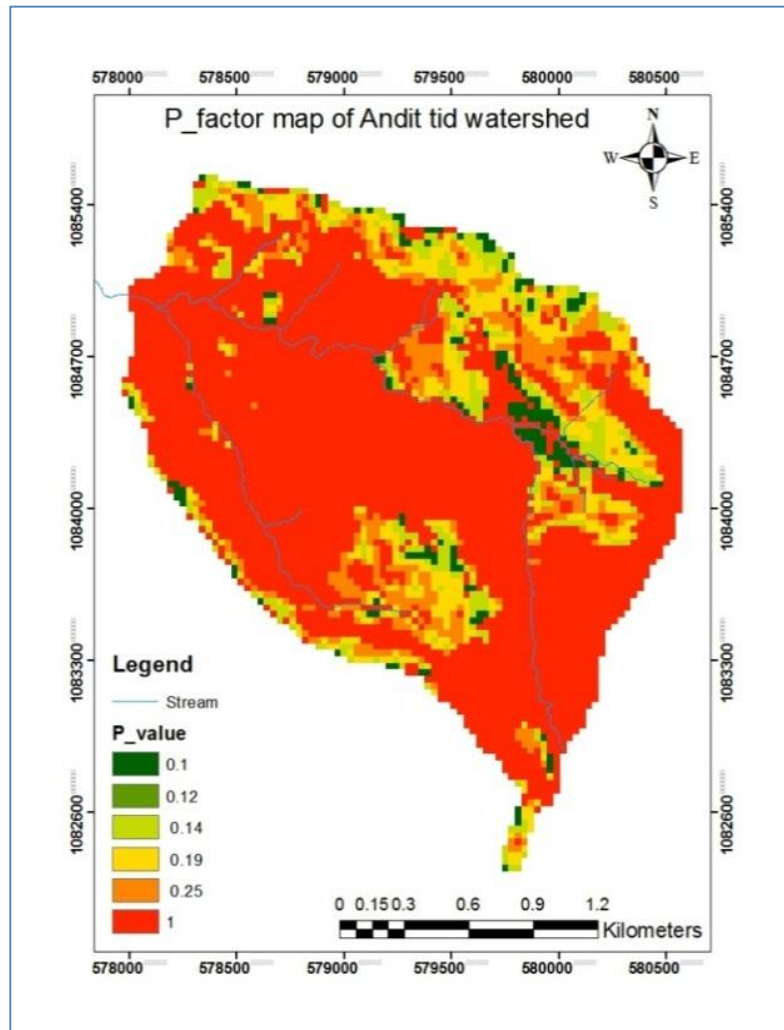 578000 578500 579000 579500 580000 580500
P_factor map of Andit tid watershed
N
W E
S
1085400 1085400
1084700 1084700
1084000 1084000
1083300 1083300
1082600 1082600
Legend
Stream
P_value
0.1
0.12
0.14
0.19
0.25
1
0 0.15 0.3 0.6 0.9 1.2
Kilometers
578000 578500 579000 579500 580000 580500